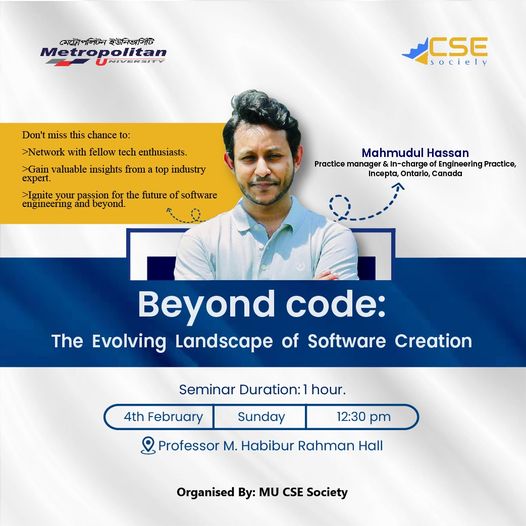 মেট্রোপলিটন ইউনিভার্সিটি
Metropolitan
UNIVERSITY
CSE
society
Don't miss this chance to:
>Network with fellow tech enthusiasts.
>Gain valuable insights from a top industry
expert.
>Ignite your passion for the future of software
engineering and beyond.
Mahmudul Hassan
Practice manager & In-charge of Engineering Practice,
Incepta, Ontario, Canada
Beyond code:
The Evolving Landscape of Software Creation
Seminar Duration: 1 hour.
4th February Sunday 12:30 pm
Professor M. Habibur Rahman Hall
Organised By: MU CSE Society